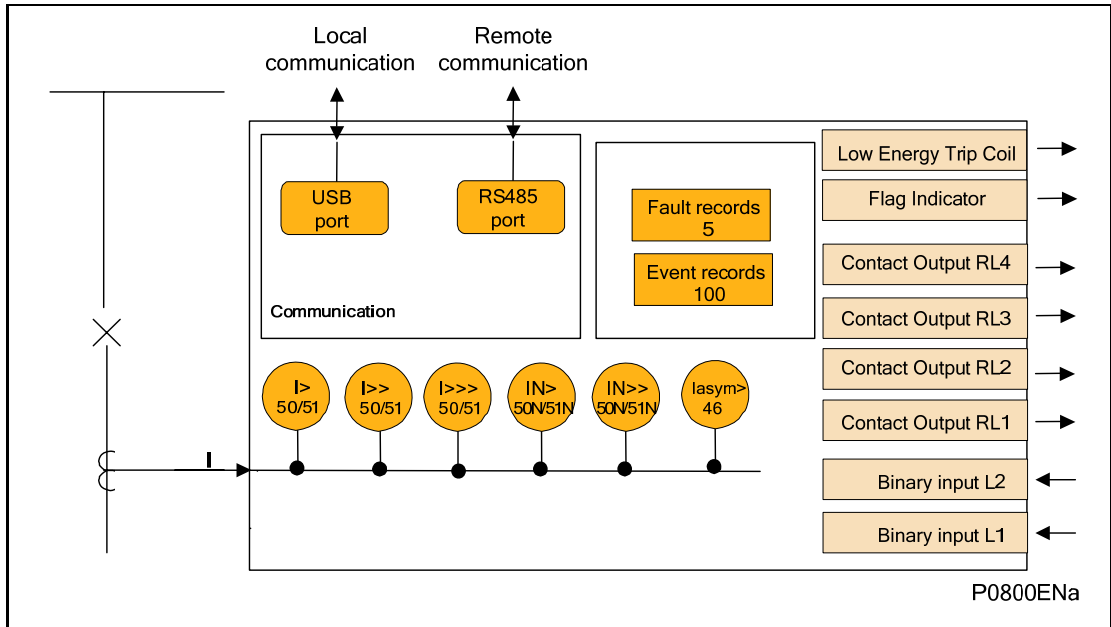 Local
communication
Remote
communication
USB
port
RS485
port
Communication
Fault records
5
Event records
100
Low Energy Trip Coil
Flag Indicator
Contact Output RL4
Contact Output RL3
Contact Output RL2
Contact Output RL1
Binary input L2
Binary input L1
I>
50/51
I>>
50/51
I>>>
50/51
IN>
50N/51N
IN>>
50N/51N
Iasym>
46
I
P0800ENa